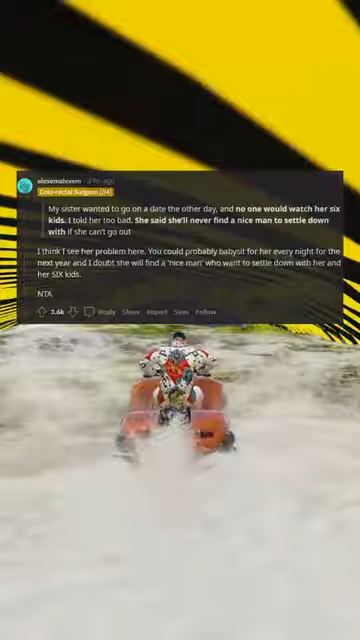 elexemalexem · a hr. ago
Colo-rectal Surgeon [34]
My sister wanted to go on a date the other day, and no one would watch her six
kids. I told her too bad. She said she'll never find a nice man to settle down
with if she can't go out
I think I see her problem here. You could probably babysit for her every night for the
next year and I doubt she will find a 'nice man' who want to settle down with her and
her SIX kids.
NTA
3.6k Reply Share Report Save Follow